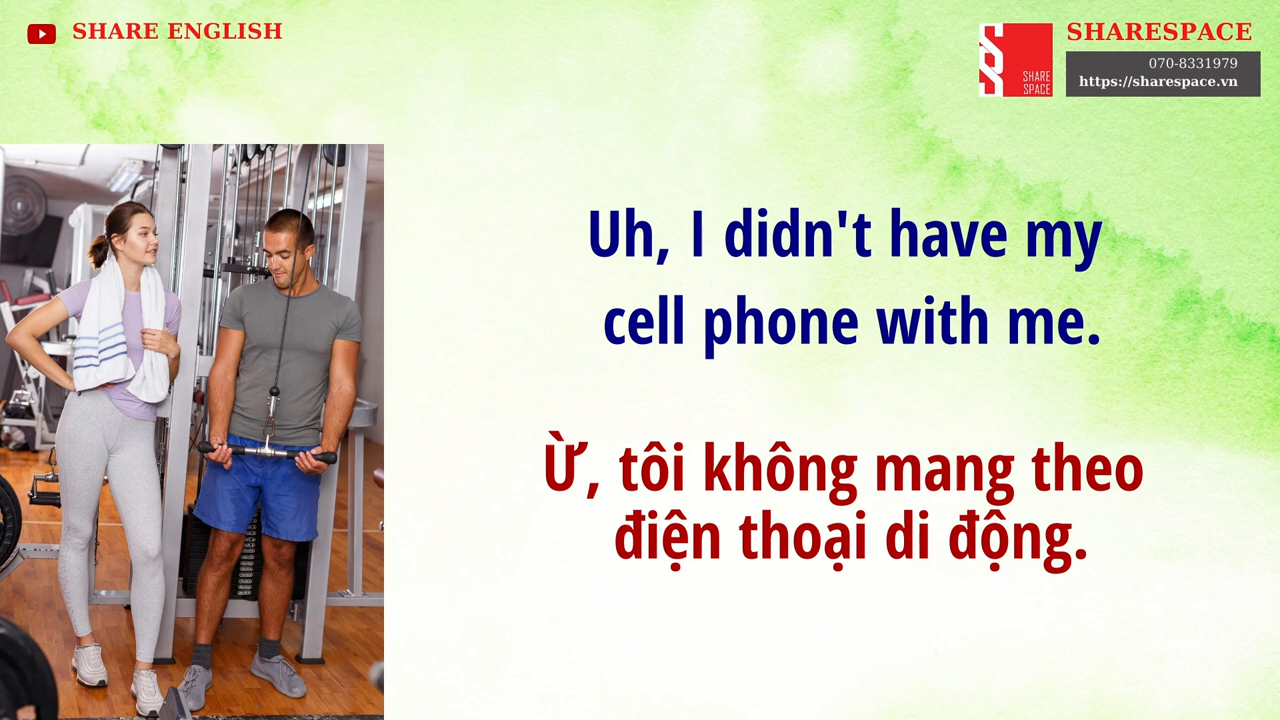 SHARE ENGLISH
SHARESPACE
070-8331979
https://sharespace.vn
SHARE
SPACE
Uh, I didn't have my
cell phone with me.
Ừ, tôi không mang theo
điện thoại di động.